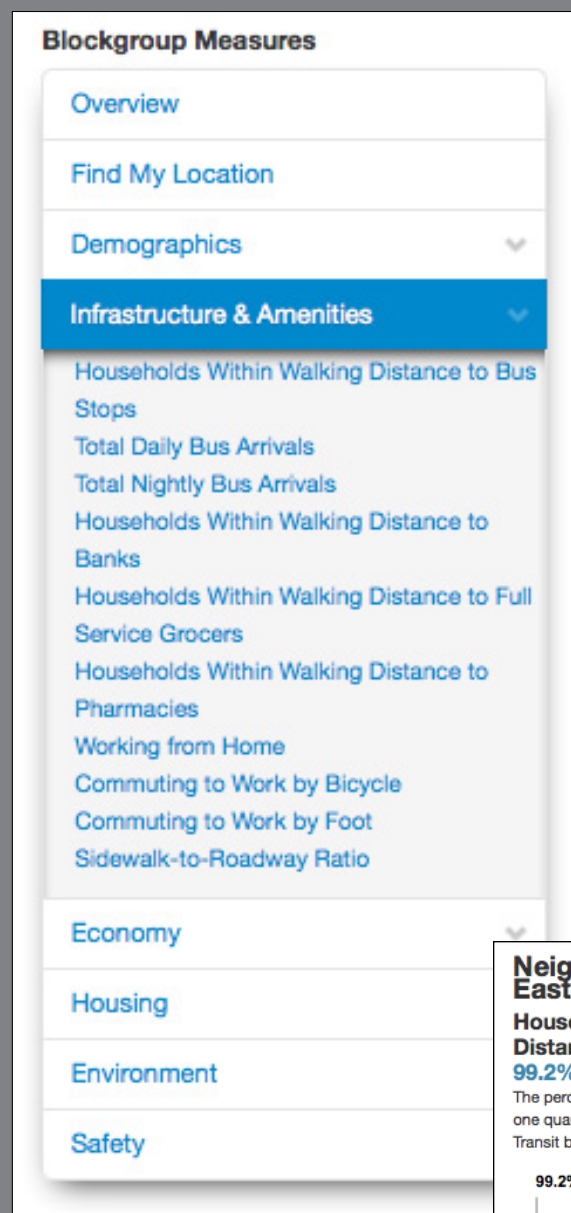 Blockgroup Measures
Overview
Find My Location
Demographics
Infrastructure & Amenities
Households Within Walking Distance to Bus
Stops
Total Daily Bus Arrivals
Total Nightly Bus Arrivals
Households Within Walking Distance to
Banks
Households Within Walking Distance to Full
Service Grocers
Households Within Walking Distance to
Pharmacies
Working from Home
Commuting to Work by Bicycle
Commuting to Work by Foot
Sidewalk-to-Roadway Ratio
Economy
Housing
Environment
Safety
East
99.2%
The
one
Transit
99.2%